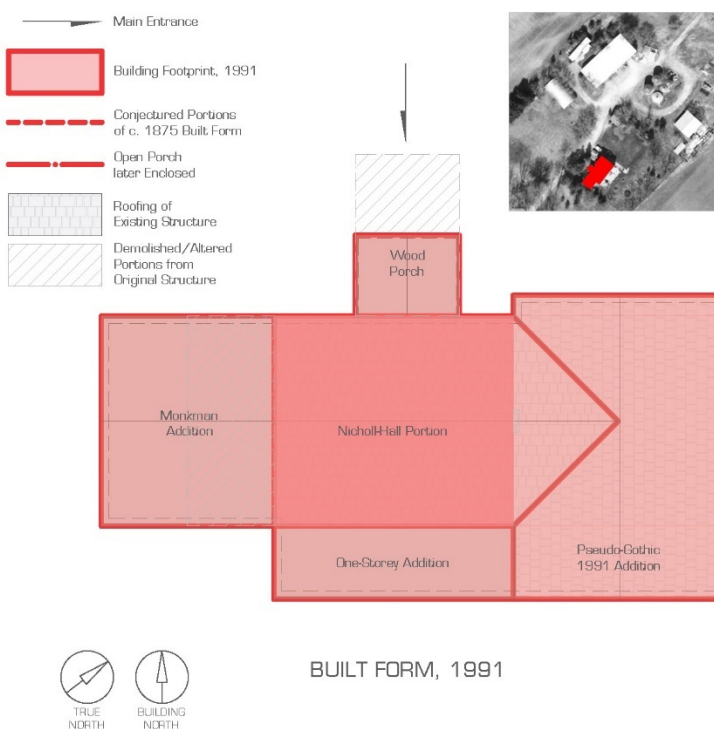 Main Entrance
Building Footprint, 1991
Conjectured Portions
of c. 1875 Built Form
Open Porch
later Enclosed
Roofing of
Existing Structure
Demolished/Altered
Portions from
Original Structure
Wood
Porch
Monkman
Addition
Nicholl-Hall Portion
One-Storey Addition
Pseudo-Gothic
1991 Addition
BUILT FORM, 1991
TRUE
NORTH
BUILDING
NORTH